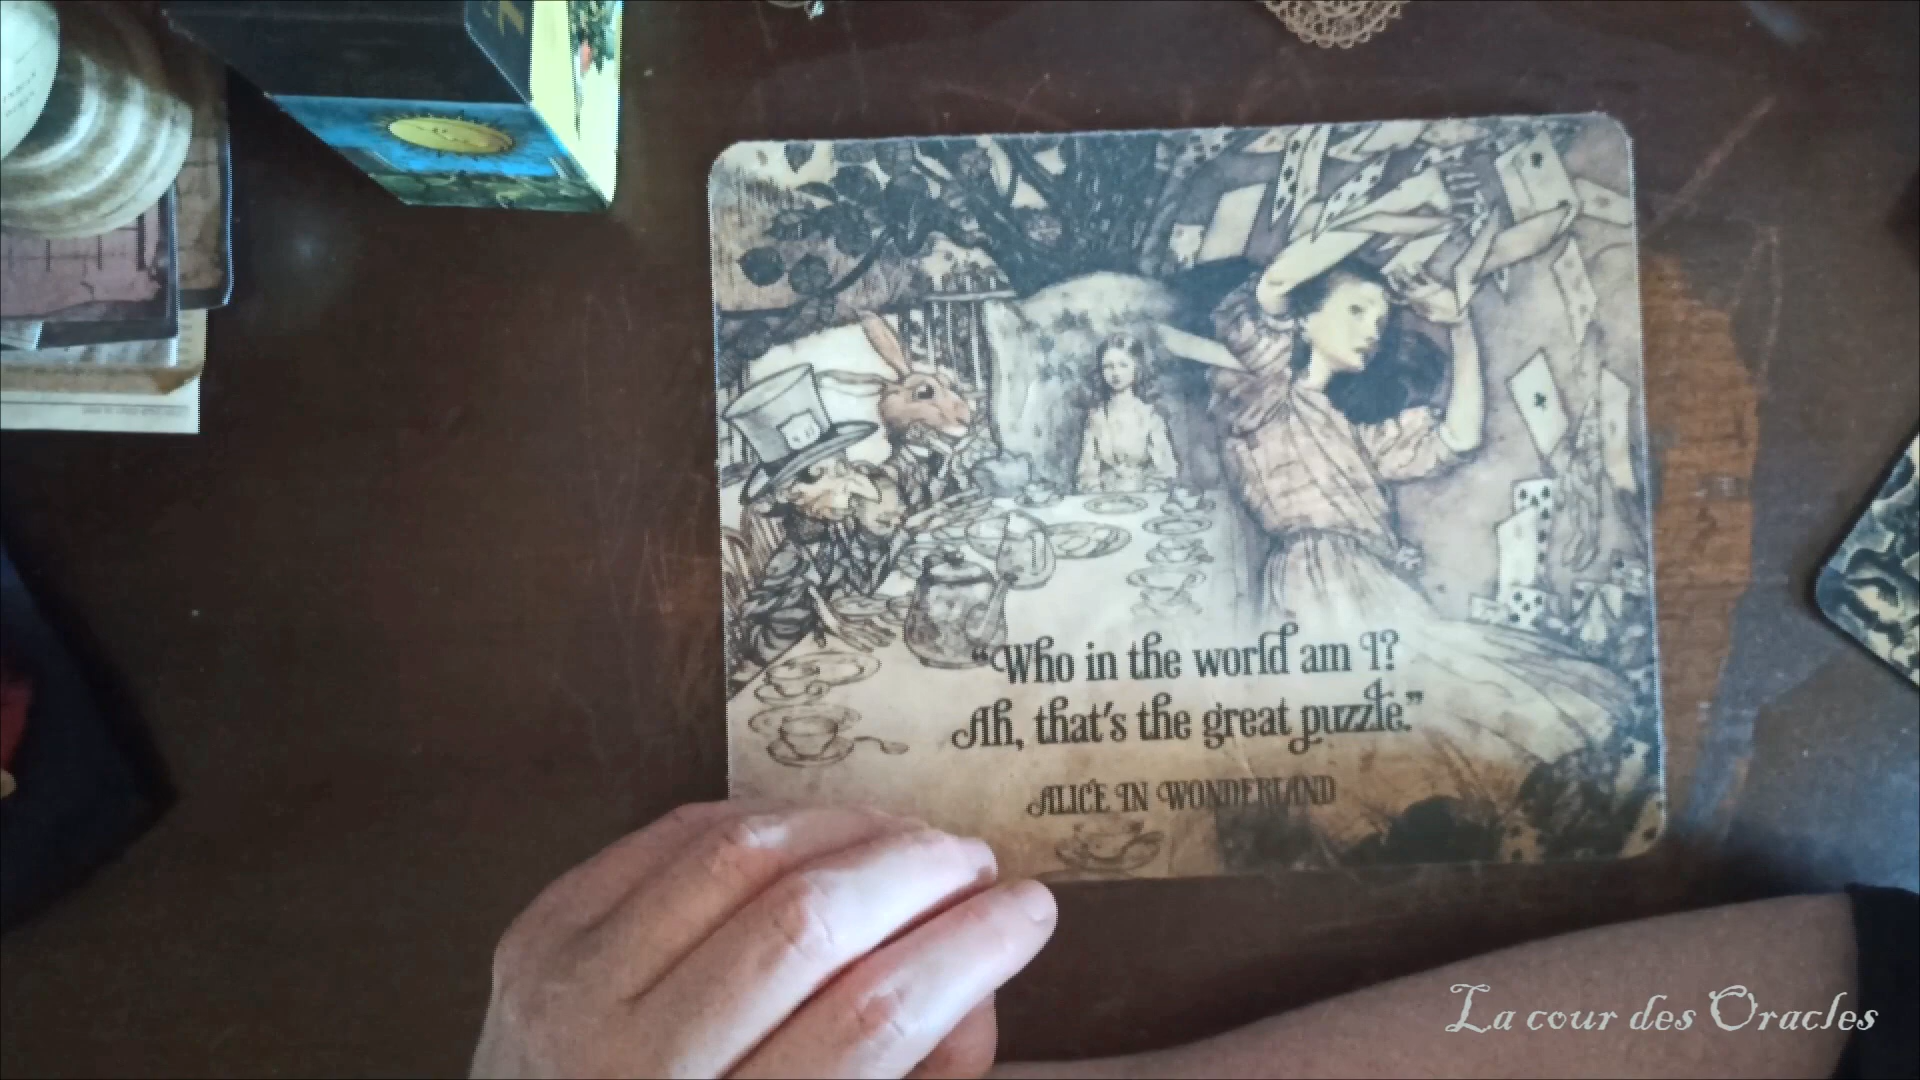 “Who in the world am I?
Ah, that's the great puzzle.”
ALICE IN WONDERLAND
La cour des Oracles